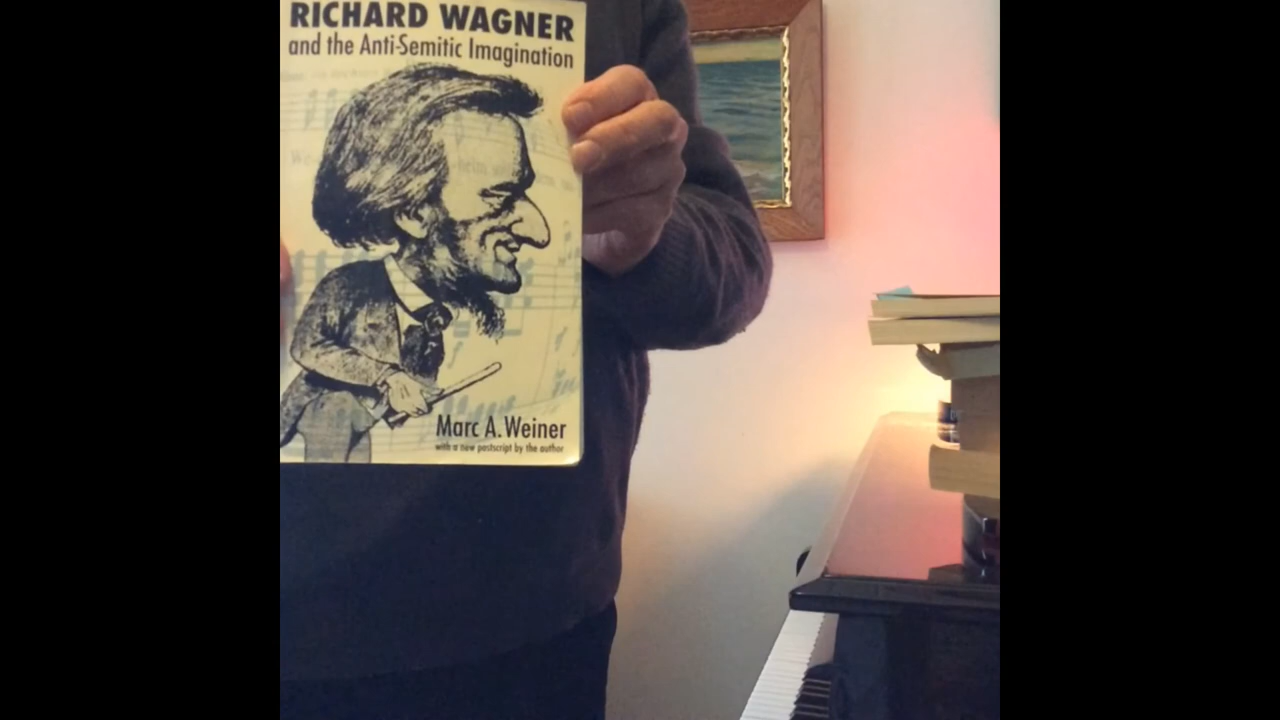 RICHARD WAGNER
and the Anti-Semitic Imagination
Marc A. Weiner
with a new postscript by the author